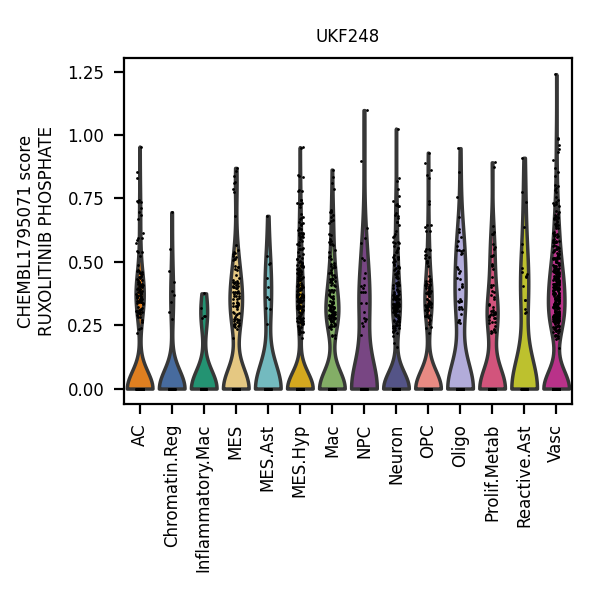 UKF248
CHEMBL1795071 score
RUXOLITINIB PHOSPHATE
1.25
1.00
0.75
0.50
0.25
0.00
AC
Chromatin.Reg
Inflammatory.Mac
MES
MES.Ast
MES.Hyp
Mac
NPC
Neuron
OPC
Oligo
Prolif.Metab
Reactive.Ast
Vasc